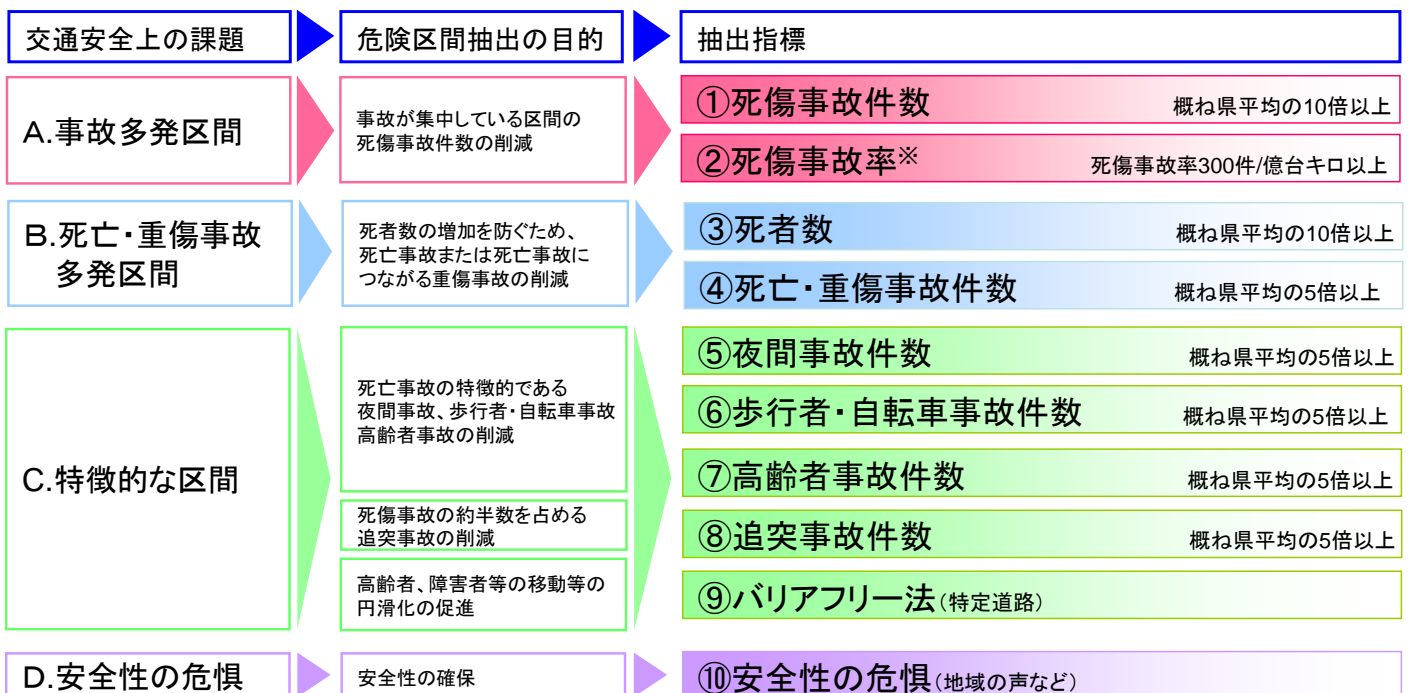 交通安全上の課題
危険区間抽出の目的
抽出指標
A.事故多発区間
事故が集中している区間の
死傷事故件数の削減
①死傷事故件数 概ね県平均の10倍以上
②死傷事故率※ 死傷事故率300件/億台キロ以上
B.死亡・重傷事故
多発区間
死者数の増加を防ぐため、
死亡事故または死亡事故に
つながる重傷事故の削減
③死者数 概ね県平均の10倍以上
④死亡・重傷事故件数 概ね県平均の5倍以上
C.特徴的な区間
死亡事故の特徴的である
夜間事故、歩行者・自転車事故
高齢者事故の削減
死傷事故の約半数を占める
追突事故の削減
高齢者、障害者等の移動等の
円滑化の促進
⑤夜間事故件数 概ね県平均の5倍以上
⑥歩行者・自転車事故件数 概ね県平均の5倍以上
⑦高齢者事故件数 概ね県平均の5倍以上
⑧追突事故件数 概ね県平均の5倍以上
⑨バリアフリー法(特定道路)
D.安全性の危惧
安全性の確保
⑩安全性の危惧(地域の声など)